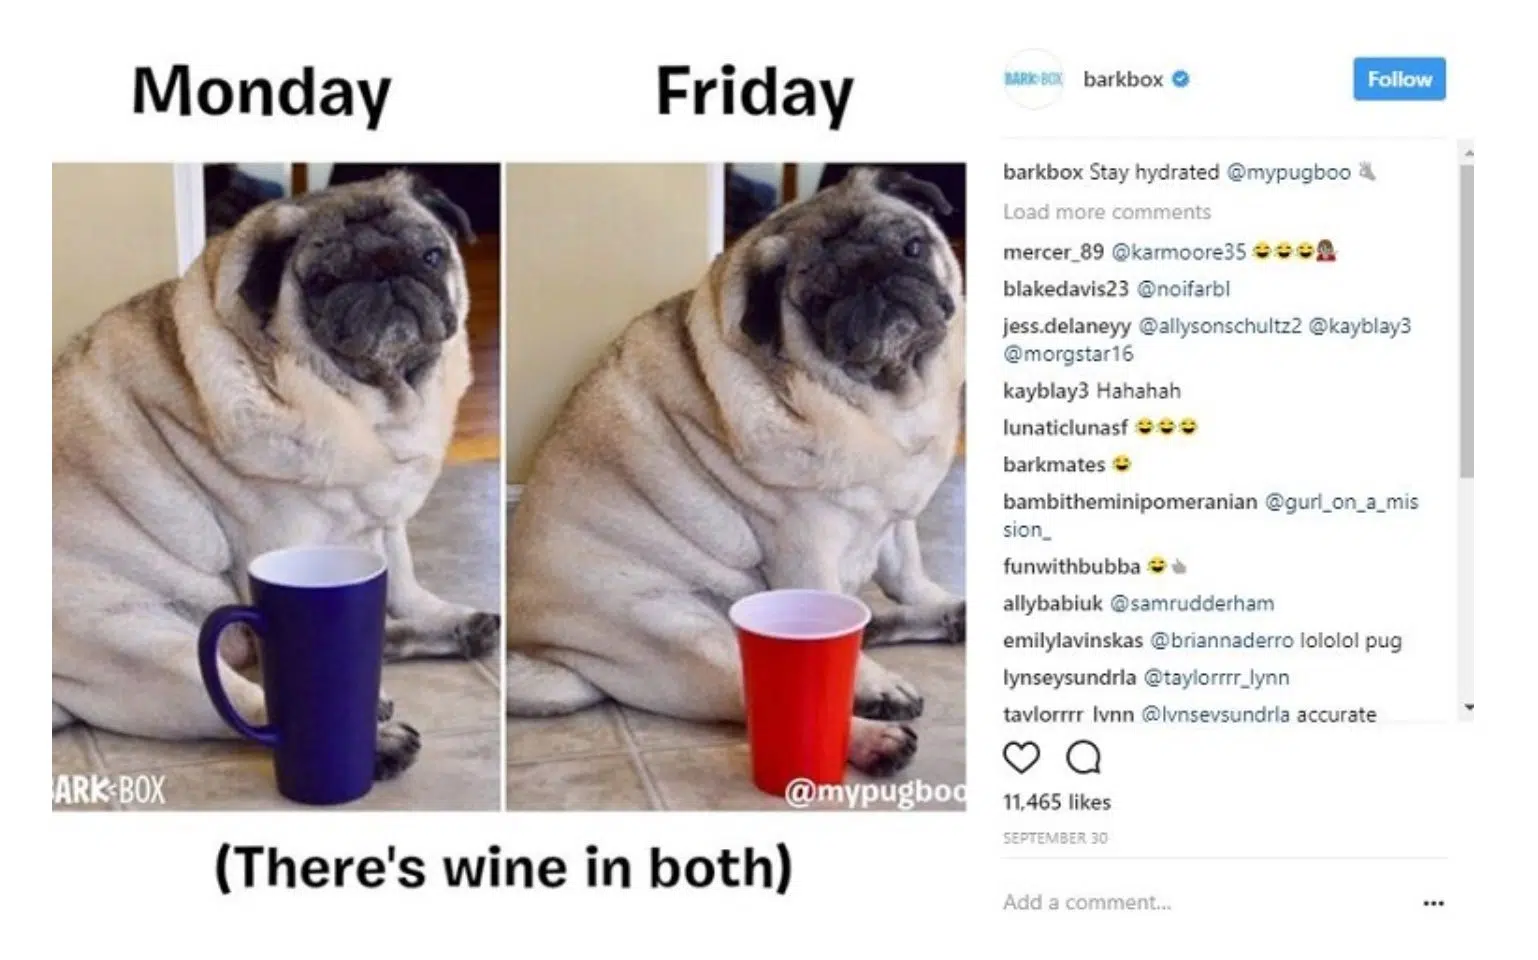 Monday
Friday
ARK BOX
@mypugboo
(There's wine in both)
BARK BOX
barkbox
Follow
barkbox Stay hydrated @mypugboo
Load more comments
mercer_89 @karmoore35 😂😂😂
blakedavis23 @noifarbl
jess.delaneyy @allysonschultz2 @kayblay3
@morgstar16
kayblay3 Hahahah
lunaticlunasf 😂😂😂
barkmates 😂
bambitheminipomeranian @gurl_on_a_mis
sion_
funwithbubba 😂
allybabiuk @samrudderham
emilylavinskas @briannaderro lololol pug
lynseysundrla @taylorrrr_lynn
taylorrrr_lynn @lynseysundrla accurate
11,465 likes
SEPTEMBER 30
Add a comment...